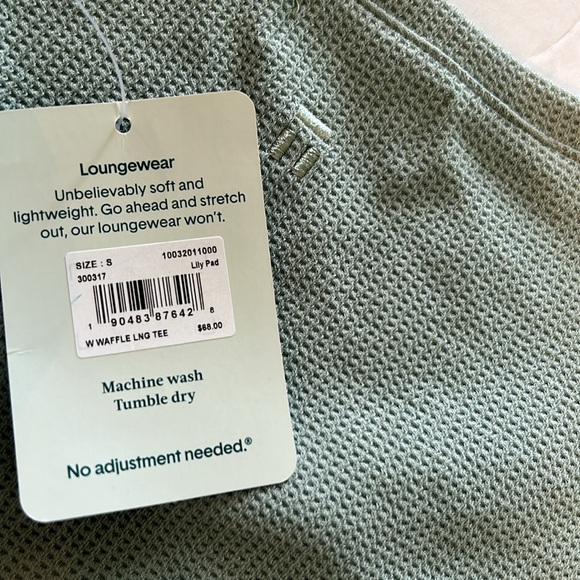 Loungewear
Unbelievably soft and
lightweight. Go ahead and stretch
out, our loungewear won't.
SIZE : S 10032011000
300317 Lily Pad
1 90483 87642 8
W WAFFLE LNG TEE $68.00
Machine wash
Tumble dry
No adjustment needed.®